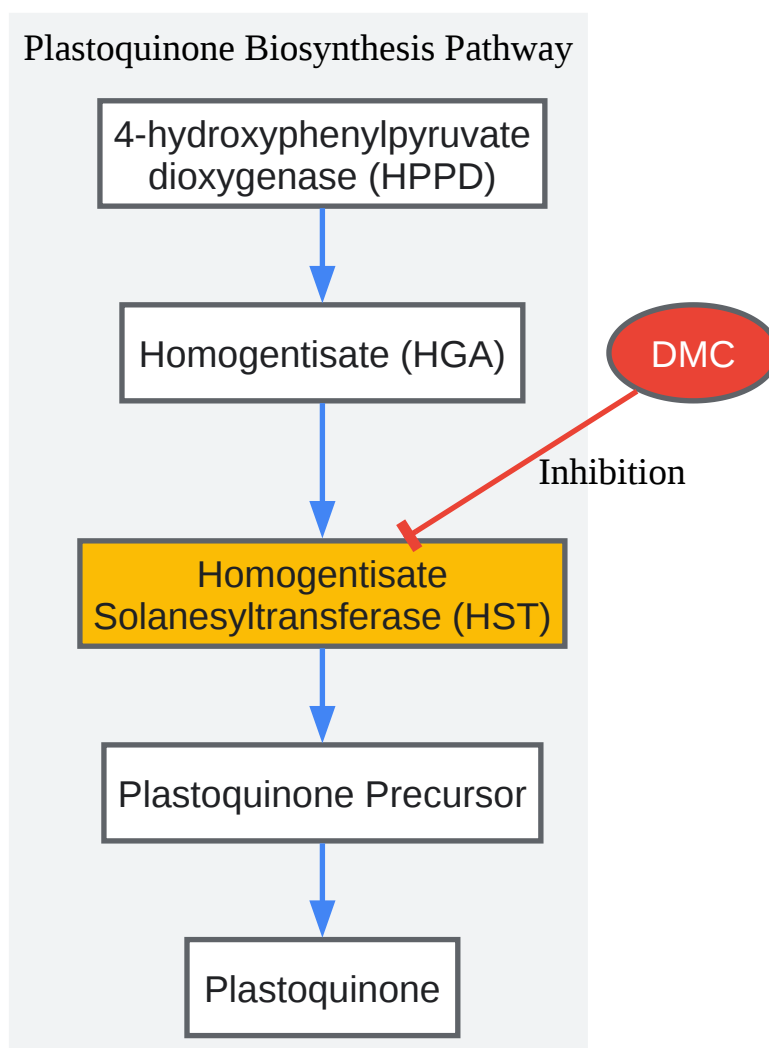 Plastoquinone Biosynthesis Pathway
4-hydroxyphenylpyruvate
dioxygenase (HPPD)
Homogentisate (HGA)
DMC
Inhibition
Homogentisate
Solanesyltransferase (HST)
Plastoquinone Precursor
Plastoquinone